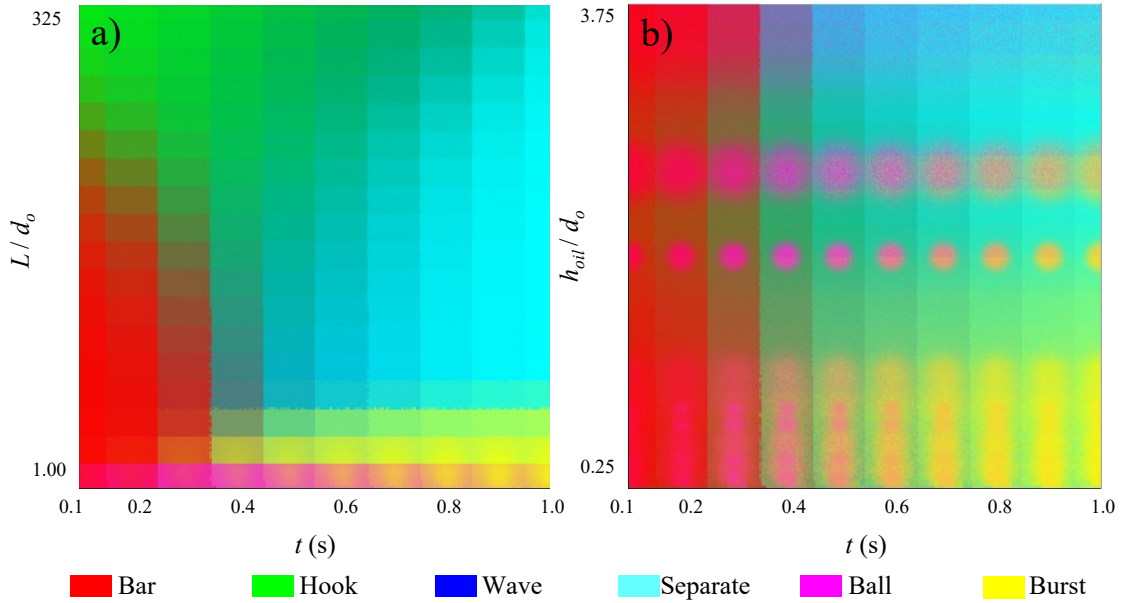 325
a)
L / d_o
1.00
0.1 0.2 0.4 0.6 0.8 1.0
t (s)
3.75
b)
h_oil / d_o
0.25
0.1 0.2 0.4 0.6 0.8 1.0
t (s)
Bar Hook Wave Separate Ball Burst